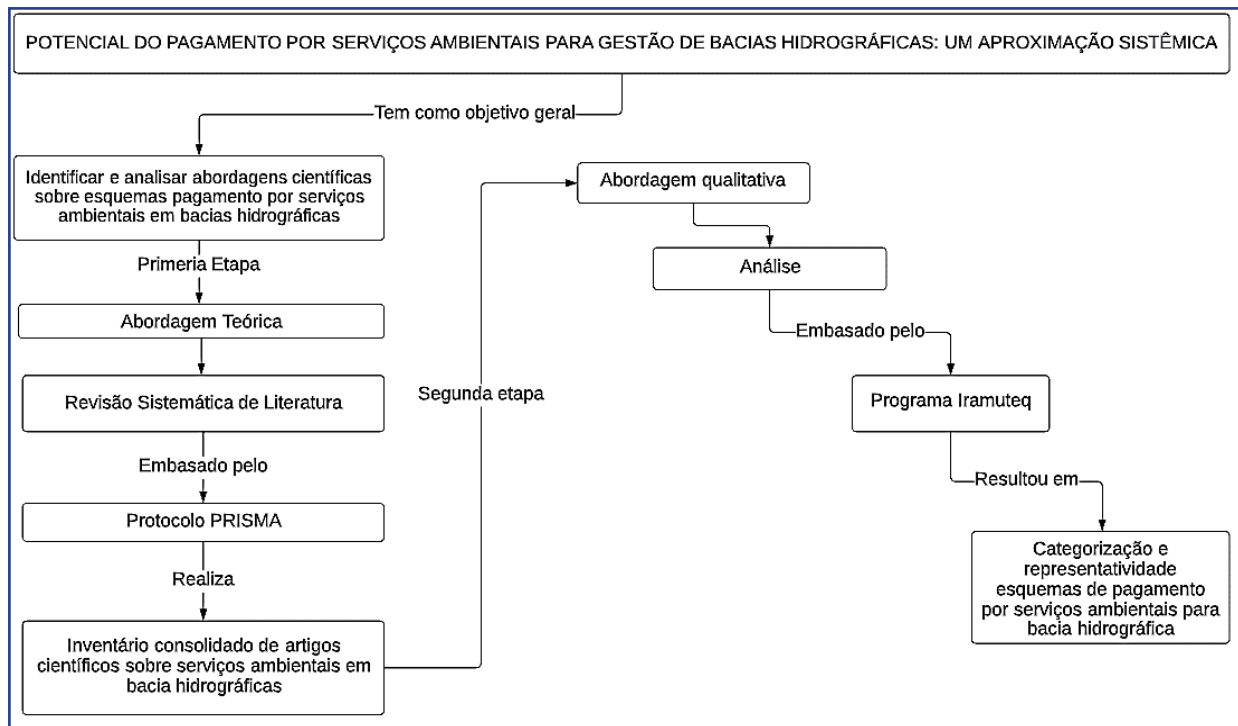 POTENCIAL DO PAGAMENTO POR SERVIÇOS AMBIENTAIS PARA GESTÃO DE BACIAS HIDROGRÁFICAS: UM APROXIMAÇÃO SISTÊMICA
Tem como objetivo geral
Identificar e analisar abordagens científicas
sobre esquemas pagamento por serviços
ambientais em bacias hidrográficas
Primeria Etapa
Abordagem Teórica
Revisão Sistemática de Literatura
Embasado pelo
Protocolo PRISMA
Realiza
Inventário consolidado de artigos
científicos sobre serviços ambientais em
bacia hidrográficas
Segunda etapa
Abordagem qualitativa
Análise
Embasado pelo
Programa Iramuteq
Resultou em
Categorização e
representatividade
esquemas de pagamento
por serviços ambientais para
bacia hidrográfica